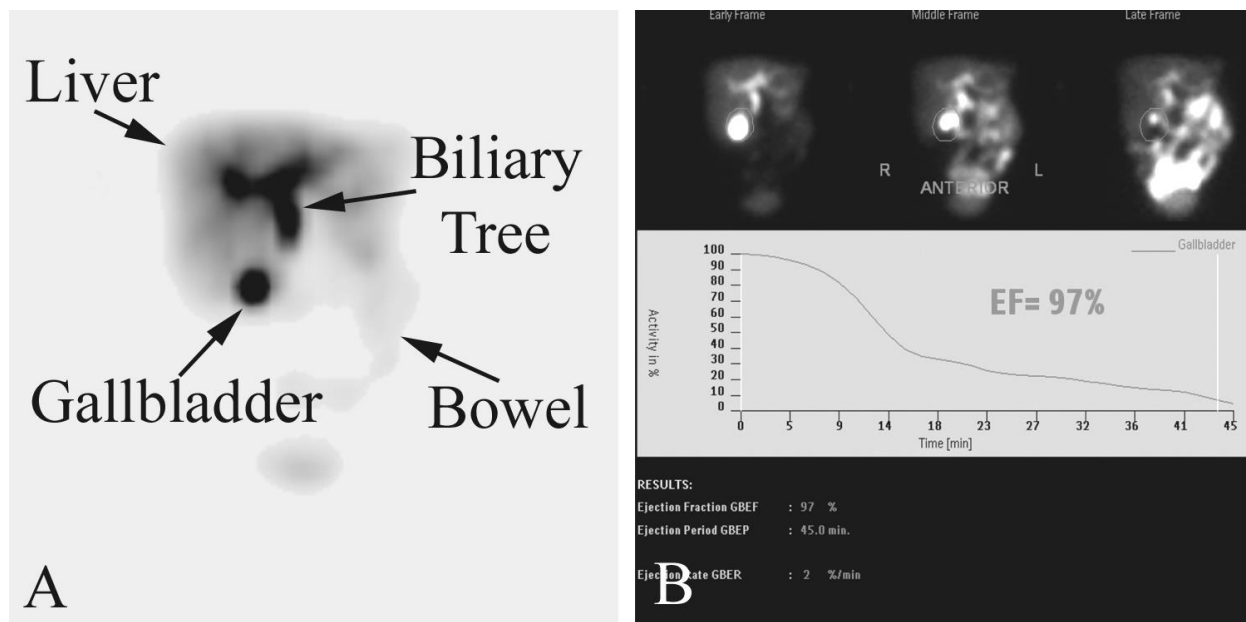 Liver
Biliary
Tree
Gallbladder
Bowel
A
Early Frame
Middle Frame
Late Frame
R
L
ANTERIOR
Gallbladder
EF= 97%
Activity in %
100
90
80
70
60
50
40
30
20
10
0
0 5 9 14 18 23 27 32 36 41 45
Time [min]
RESULTS:
Ejection Fraction GBEF : 97 %
Ejection Period GBEP : 45.0 min.
Ejection Rate GBER : 2 %/min
B